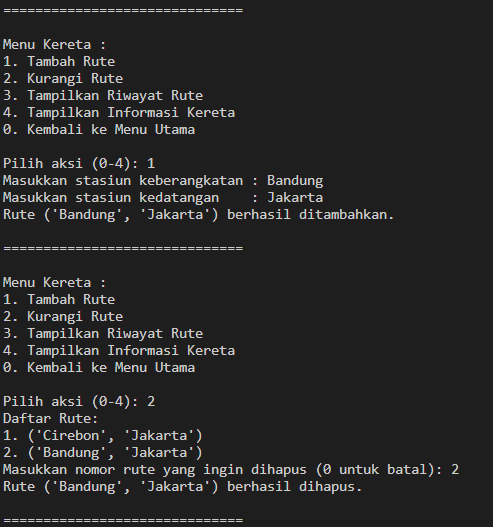 ==============================
Menu Kereta :
1. Tambah Rute
2. Kurangi Rute
3. Tampilkan Riwayat Rute
4. Tampilkan Informasi Kereta
0. Kembali ke Menu Utama
Pilih aksi (0-4): 1
Masukkan stasiun keberangkatan : Bandung
Masukkan stasiun kedatangan    : Jakarta
Rute ('Bandung', 'Jakarta') berhasil ditambahkan.
==============================
Menu Kereta :
1. Tambah Rute
2. Kurangi Rute
3. Tampilkan Riwayat Rute
4. Tampilkan Informasi Kereta
0. Kembali ke Menu Utama
Pilih aksi (0-4): 2
Daftar Rute:
1. ('Cirebon', 'Jakarta')
2. ('Bandung', 'Jakarta')
Masukkan nomor rute yang ingin dihapus (0 untuk batal): 2
Rute ('Bandung', 'Jakarta') berhasil dihapus.
==============================